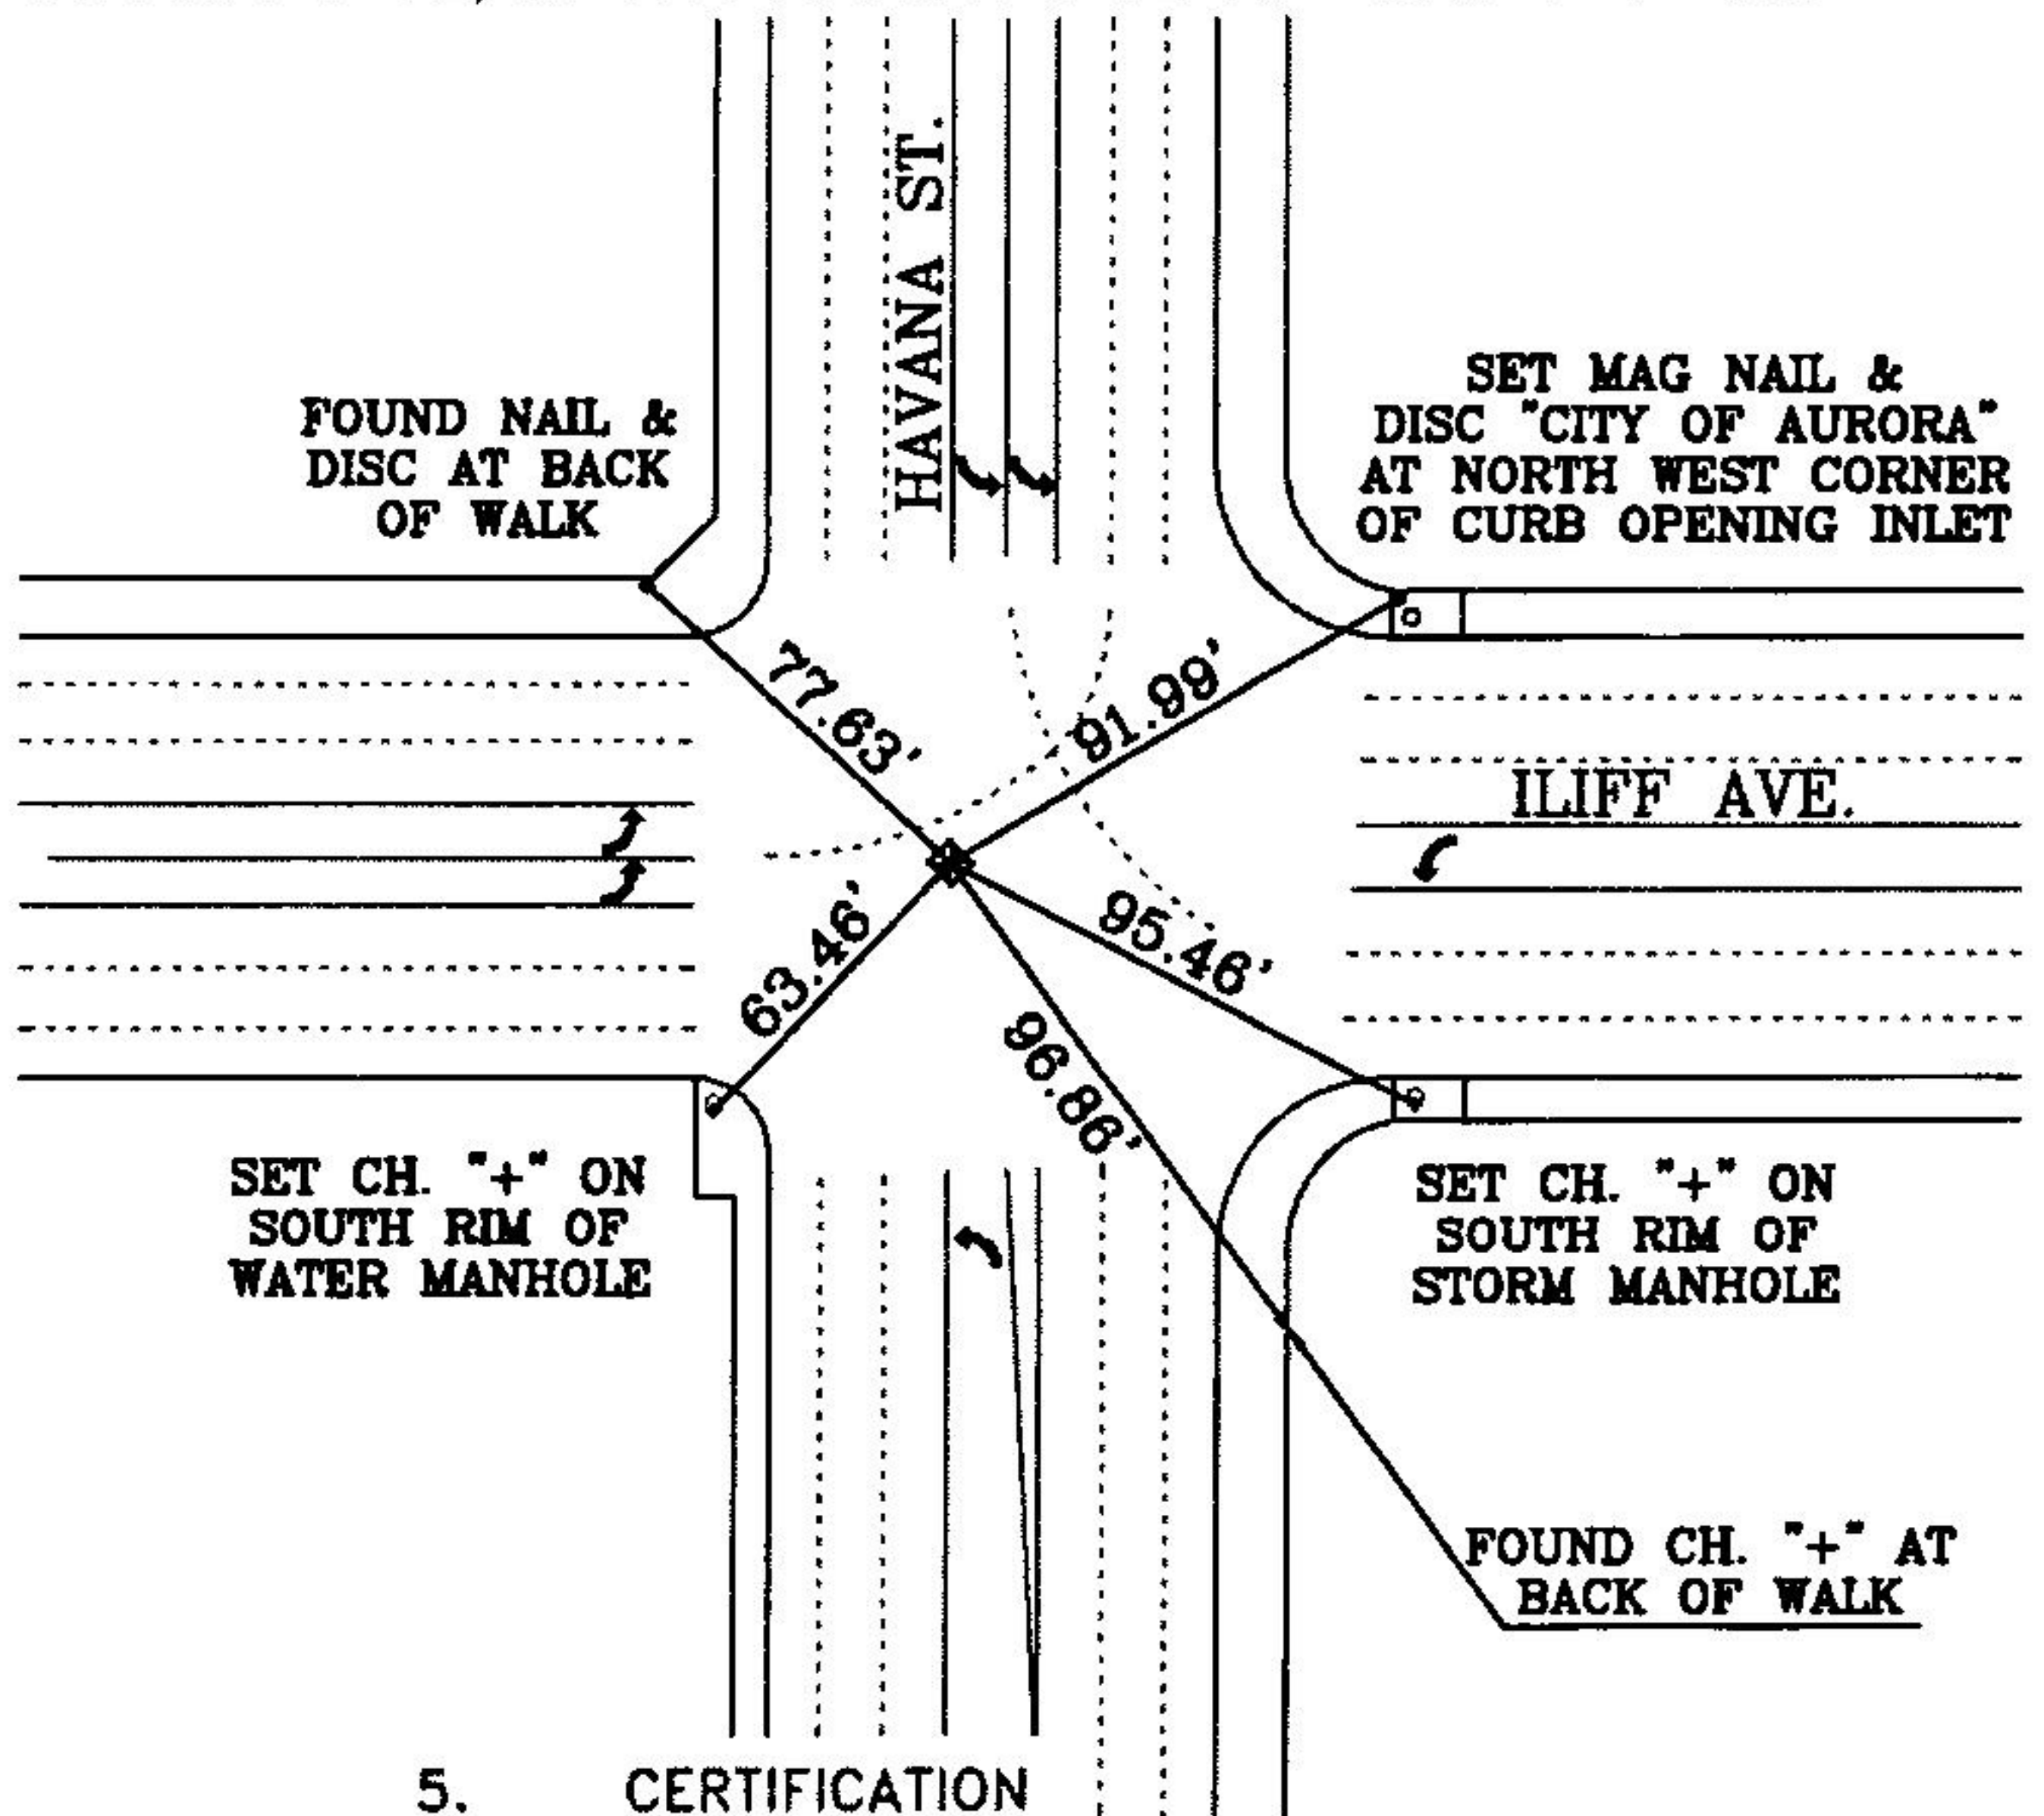 HAVANA ST.
FOUND NAIL &
DISC AT BACK
OF WALK
SET MAG NAIL &
DISC "CITY OF AURORA"
AT NORTH WEST CORNER
OF CURB OPENING INLET
77.63'
91.99'
ILIFF AVE.
63.46'
95.46'
96.86'
SET CH. "+" ON
SOUTH RIM OF
WATER MANHOLE
SET CH. "+" ON
SOUTH RIM OF
STORM MANHOLE
FOUND CH. "+" AT
BACK OF WALK
5. CERTIFICATION